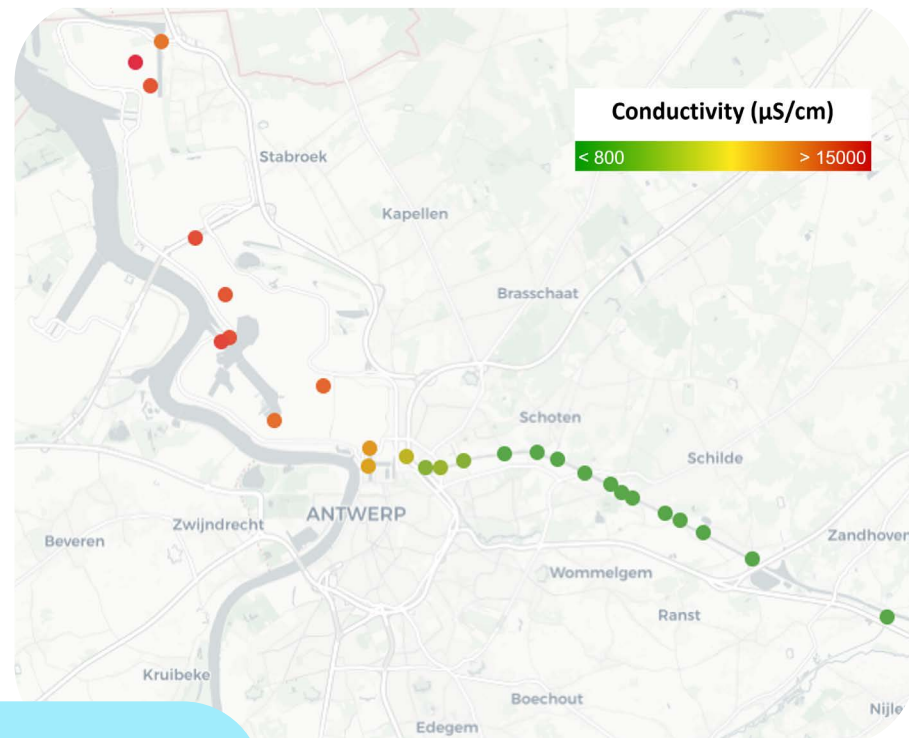 Conductivity (µS/cm)
< 800
> 15000
Stabroek
Kapellen
Brasschaat
Schoten
Schilde
ANTWERP
Zwijndrecht
Beveren
Zandhoven
Wommelgem
Ranst
Kruibeke
Boechout
Nijle
Edegem